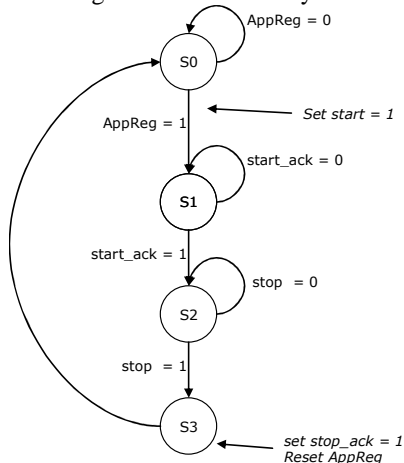 AppReg = 0
S0
Set start = 1
AppReg = 1
start_ack = 0
S1
start_ack = 1
stop = 0
S2
stop = 1
S3
set stop_ack = 1
Reset AppReg